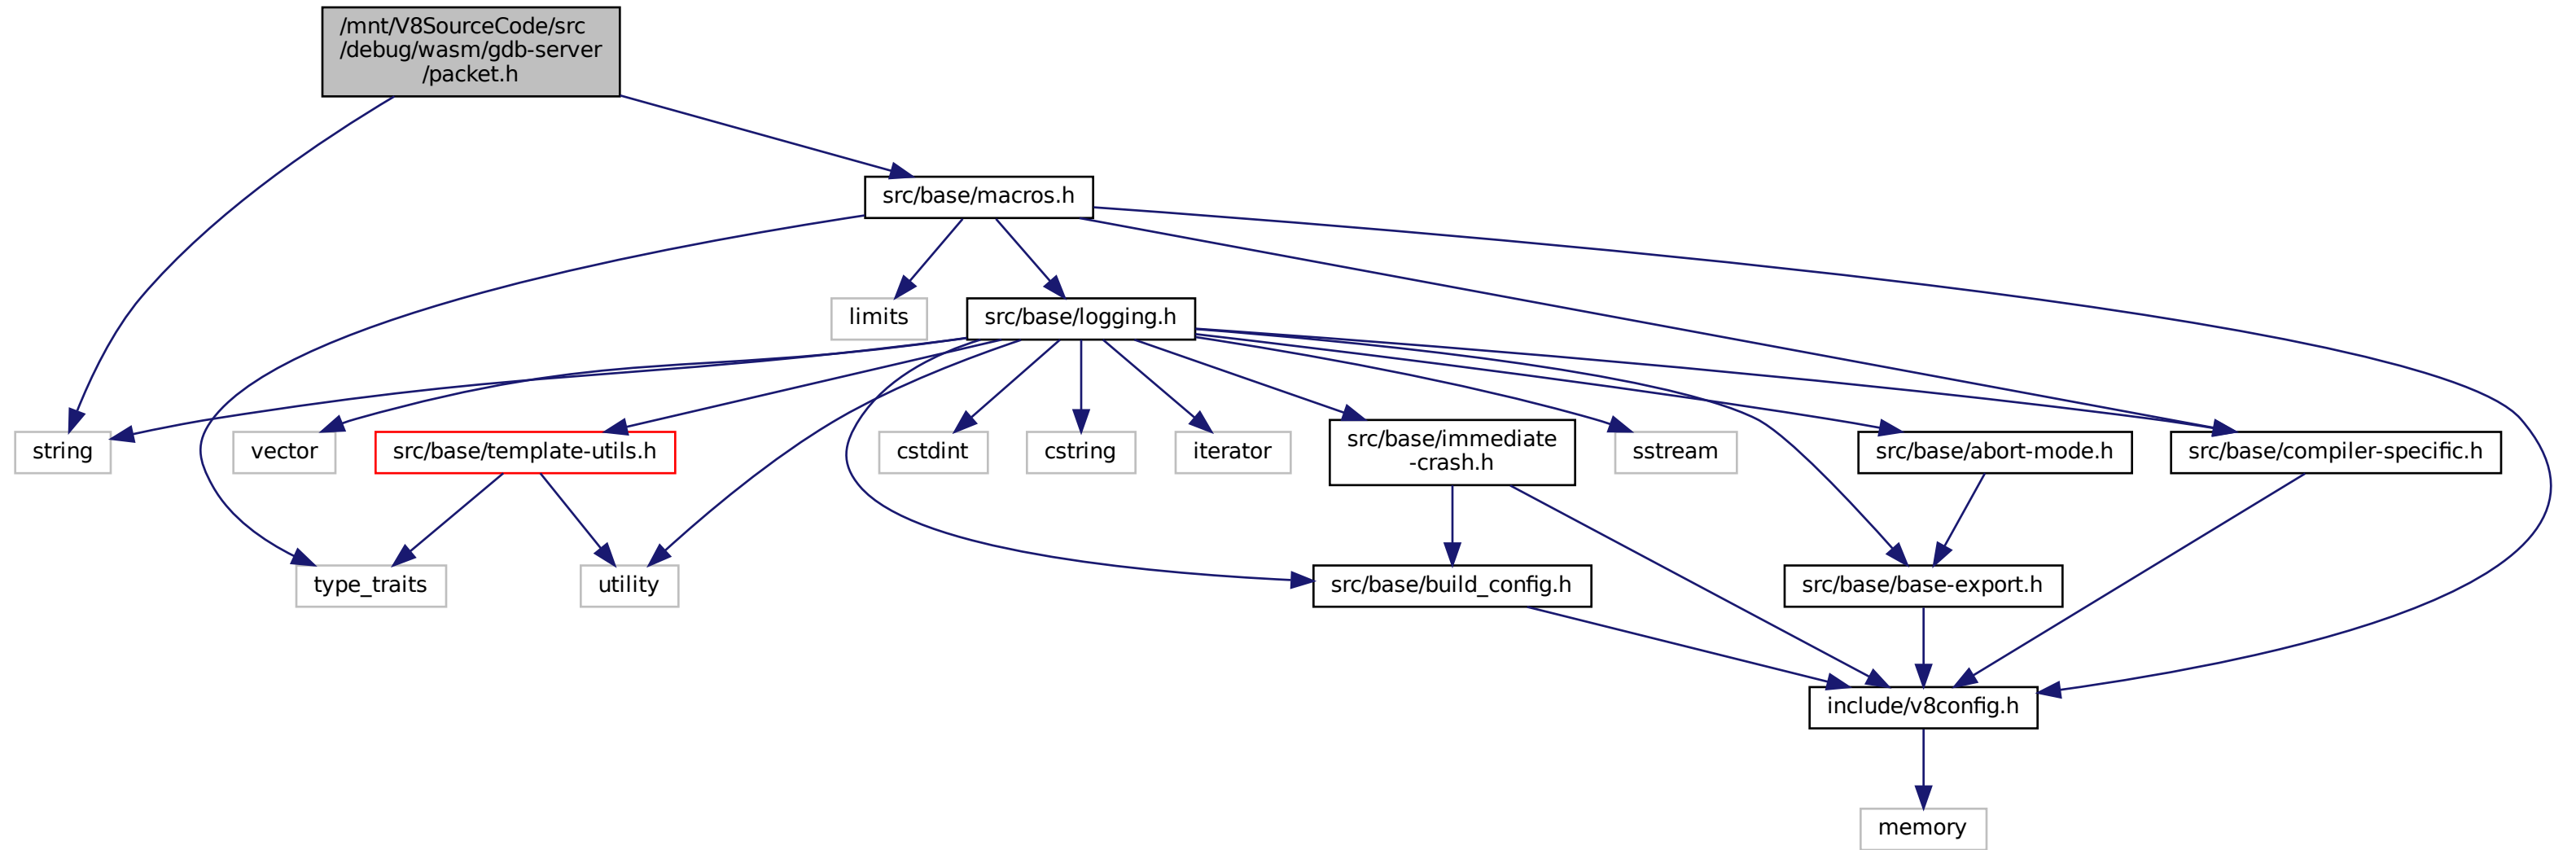 /mnt/V8SourceCode/src
/debug/wasm/gdb-server
/packet.h
src/base/macros.h
limits
src/base/logging.h
string
vector
src/base/template-utils.h
cstdint
cstring
iterator
src/base/immediate
-crash.h
sstream
src/base/abort-mode.h
src/base/compiler-specific.h
type_traits
utility
src/base/build_config.h
src/base/base-export.h
include/v8config.h
memory